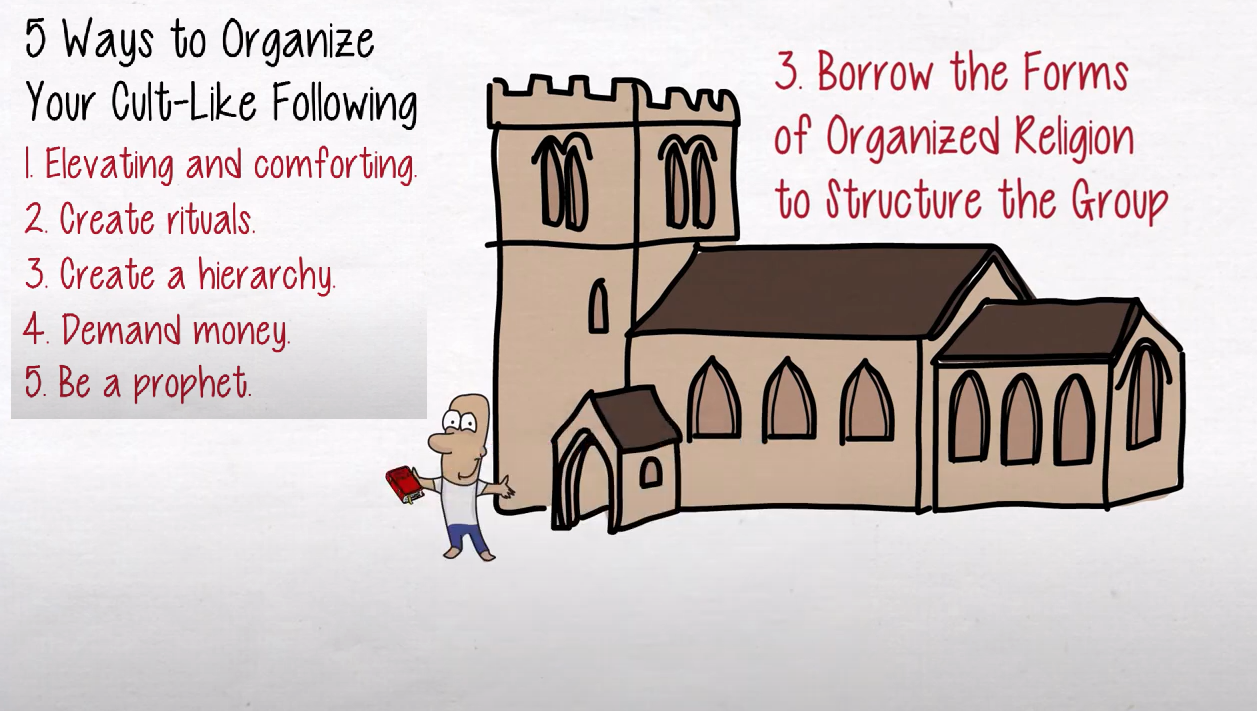 5 Ways to Organize
Your Cult-Like Following
1. Elevating and comforting.
2. Create rituals.
3. Create a hierarchy.
4. Demand money.
5. Be a prophet.
3. Borrow the Forms
of Organized Religion
to Structure the Group